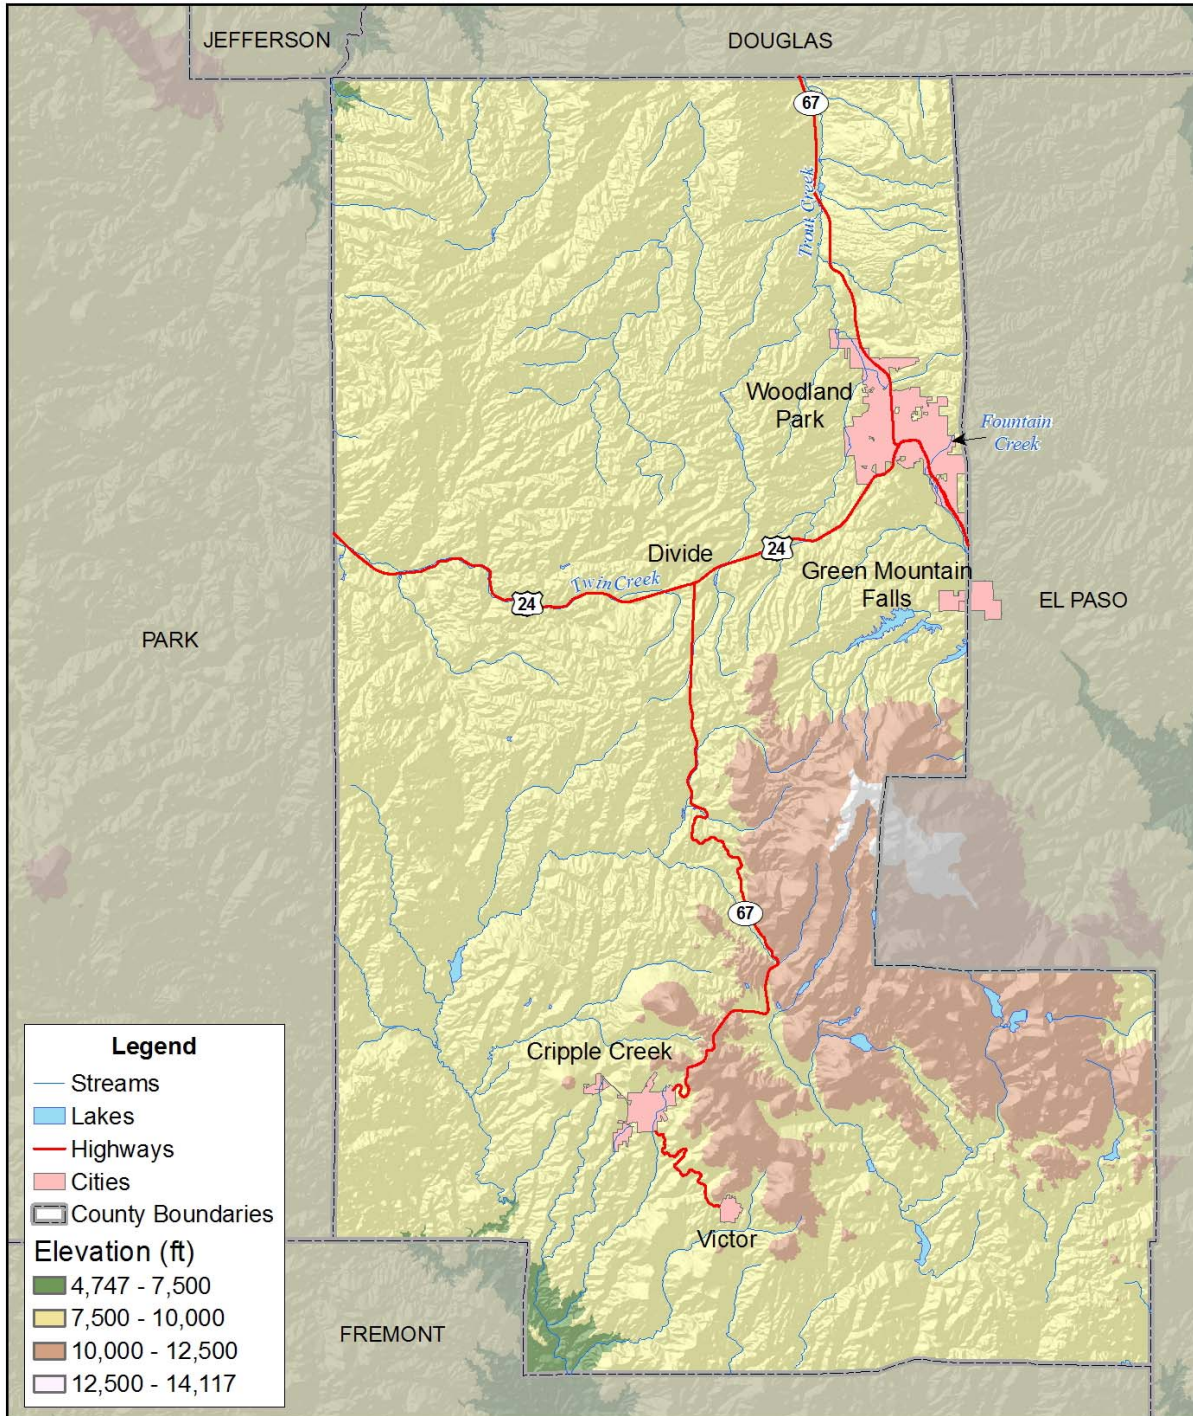 JEFFERSON
DOUGLAS
67
Trout Creek
Woodland
Park
Fountain
Creek
Divide
24
Green Mountain
Falls
Twin Creek
24
EL PASO
PARK
67
Cripple Creek
Victor
FREMONT
Legend
Streams
Lakes
Highways
Cities
County Boundaries
Elevation (ft)
4,747 - 7,500
7,500 - 10,000
10,000 - 12,500
12,500 - 14,117